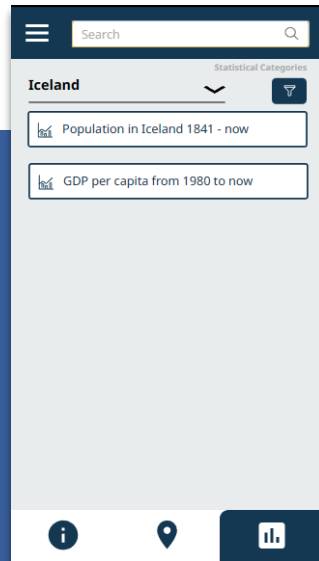 Search
Statistical Categories
Iceland
Population in Iceland 1841 - now
GDP per capita from 1980 to now